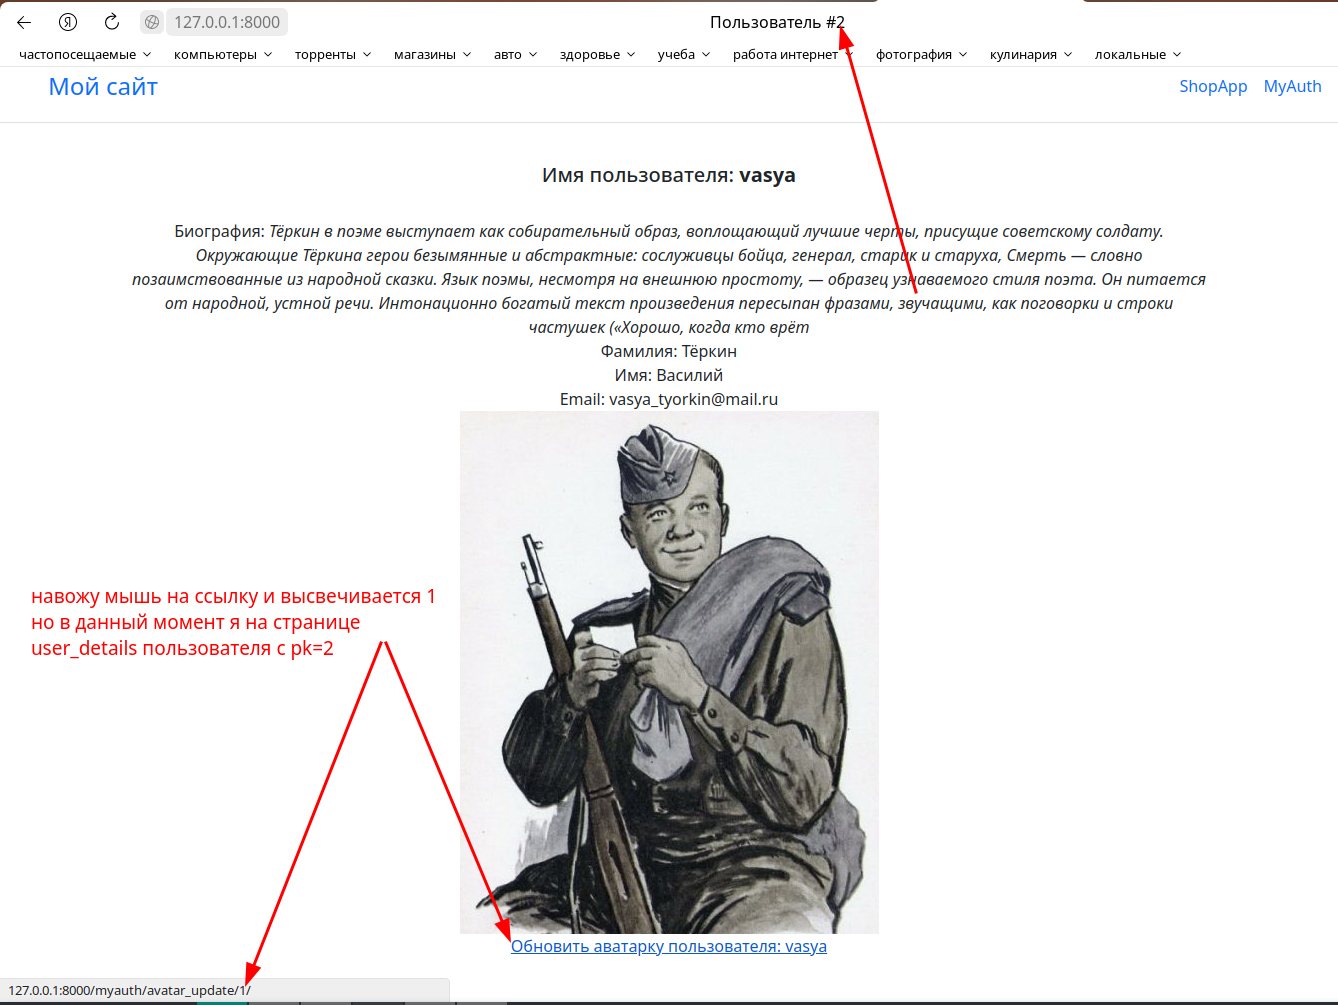 127.0.0.1:8000
Пользователь #2
частопосещаемые компьютеры торренты магазины авто здоровье учеба работа интернет фотография кулинария локальные
Мой сайт
ShopApp MyAuth
Имя пользователя: vasya
Биография: Тёркин в поэме выступает как собирательный образ, воплощающий лучшие черты, присущие советскому солдату.
Окружающие Тёркина герои безымянные и абстрактные: сослуживцы бойца, генерал, старик и старуха, Смерть — словно
позаимствованные из народной сказки. Язык поэмы, несмотря на внешнюю простоту, — образец узнаваемого стиля поэта. Он питается
от народной, устной речи. Интонационно богатый текст произведения пересыпан фразами, звучащими, как поговорки и строки
частушек («Хорошо, когда кто врёт
Фамилия: Тёркин
Имя: Василий
Email: vasya_tyorkin@mail.ru
навожу мышь на ссылку и высвечивается 1
но в данный момент я на странице
user_details пользователя с pk=2
Обновить аватарку пользователя: vasya
127.0.0.1:8000/myauth/avatar_update/1/